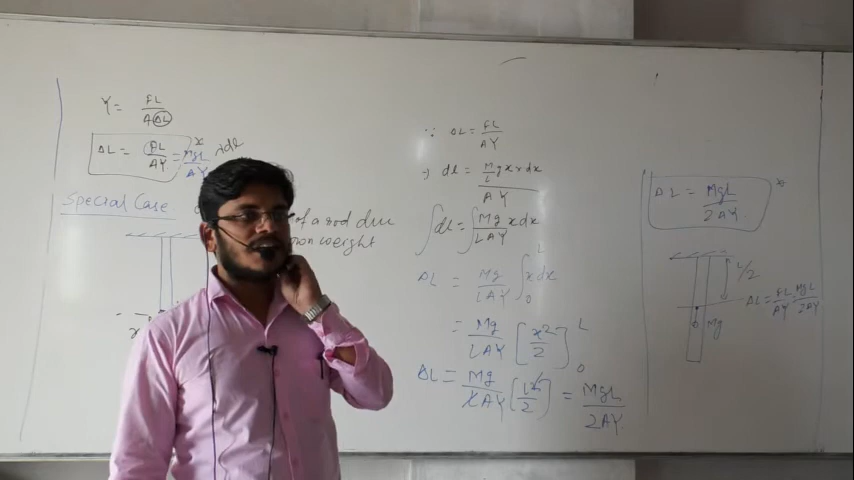 Y = FL / AΔL
ΔL = FL / AY = MgL / AY
Special Case
of a rod due
own weight
∵ ΔL = FL / AY
⇒ dl = M/L g x × dx / AY
∫dl = ∫ Mg / LAY x dx
ΔL = Mg / LAY ∫₀ᴸ x dx
= Mg / LAY [x² / 2]₀ᴸ
ΔL = Mg / LAY [L² / 2] = MgL / 2AY
ΔL = MgL / 2AY
L/2
ΔL = FL / AY = MgL / 2AY
Mg